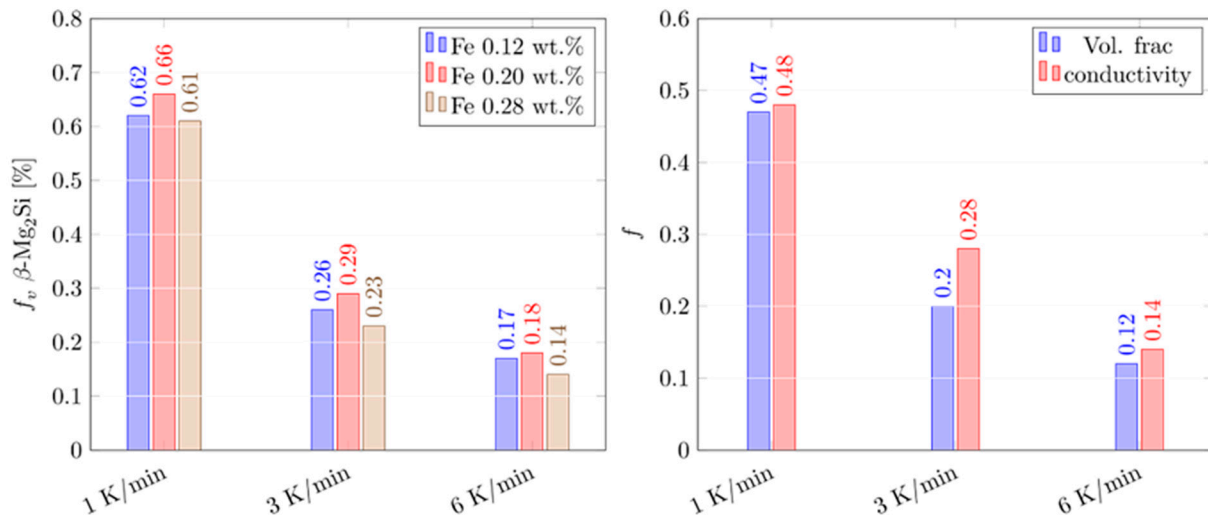 0.8
0.7
0.6
0.5
0.4
0.3
0.2
0.1
0
f_v β-Mg₂Si [%]
Fe 0.12 wt.%
Fe 0.20 wt.%
Fe 0.28 wt.%
0.62
0.66
0.61
0.26
0.29
0.23
0.17
0.18
0.14
1 K/min
3 K/min
6 K/min
0.6
0.5
0.4
0.3
0.2
0.1
0
f
Vol. frac
conductivity
0.47
0.48
0.2
0.28
0.12
0.14
1 K/min
3 K/min
6 K/min